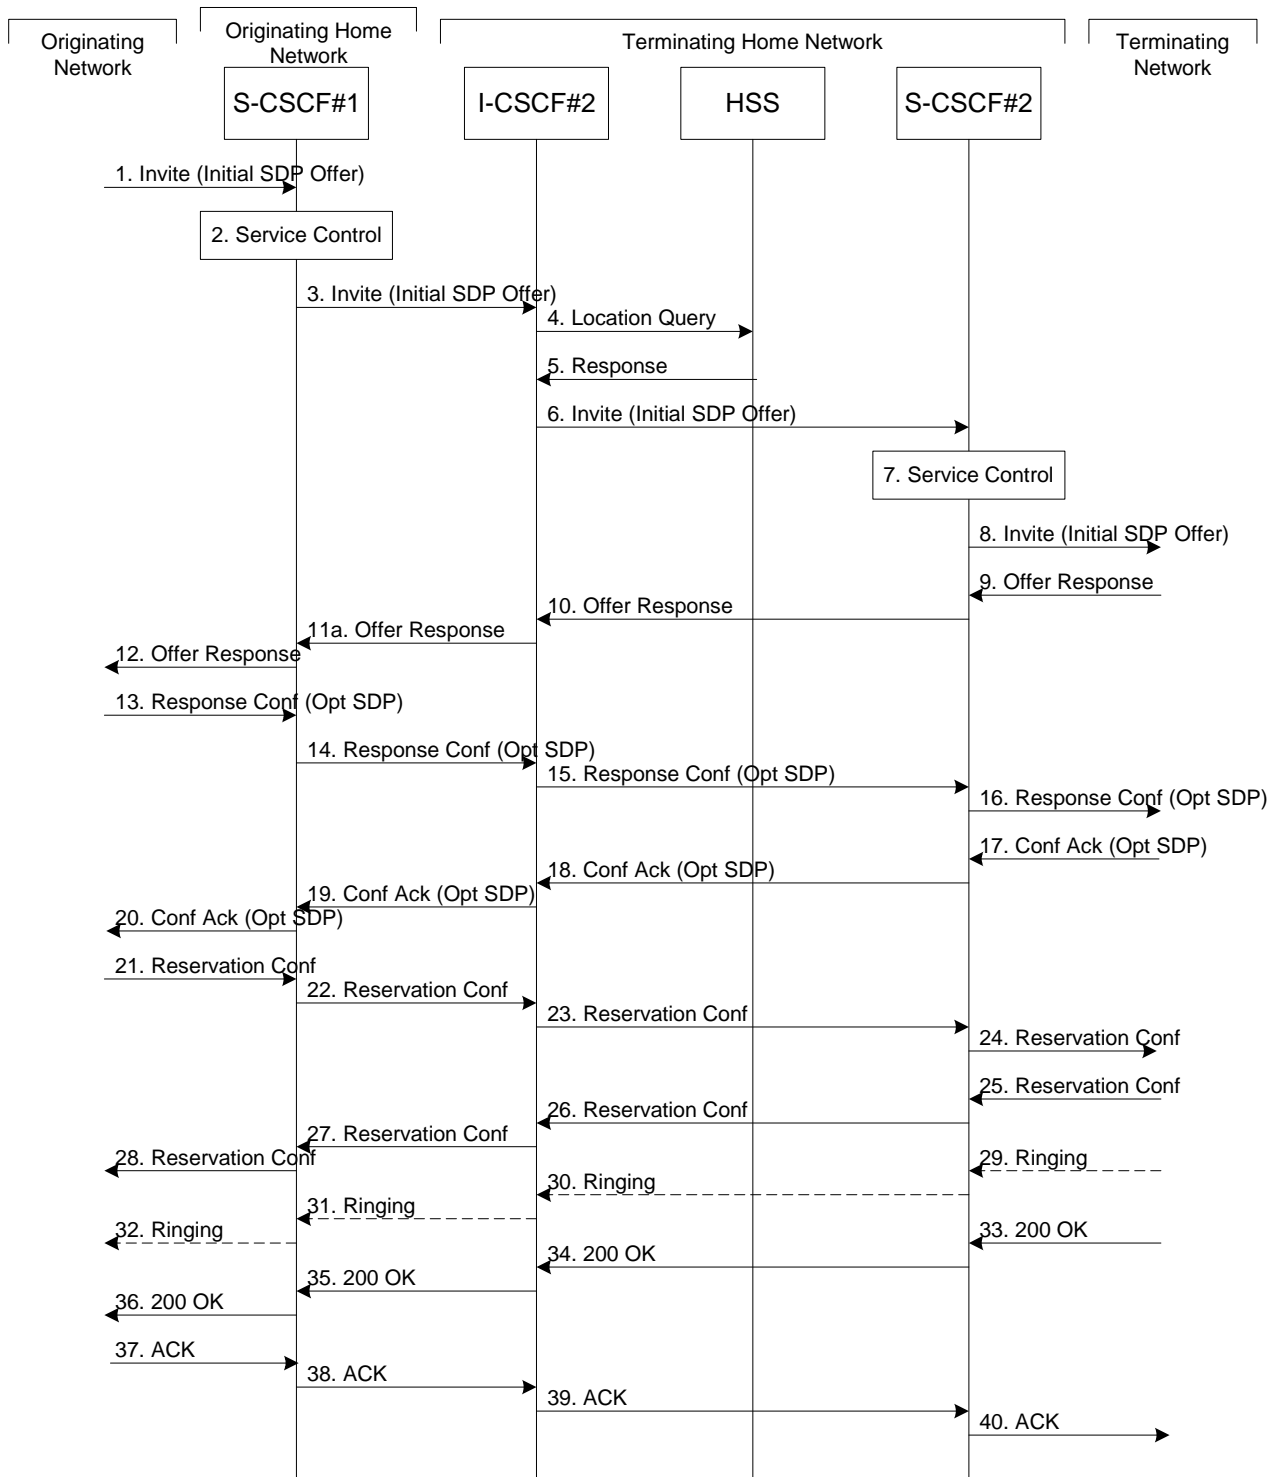 Originating
Network
Originating Home
Network
Terminating Home Network
Terminating
Network
S-CSCF#1
I-CSCF#2
HSS
S-CSCF#2
1. Invite (Initial SDP Offer)
2. Service Control
3. Invite (Initial SDP Offer)
4. Location Query
5. Response
6. Invite (Initial SDP Offer)
7. Service Control
8. Invite (Initial SDP Offer)
9. Offer Response
10. Offer Response
11a. Offer Response
12. Offer Response
13. Response Conf (Opt SDP)
14. Response Conf (Opt SDP)
15. Response Conf (Opt SDP)
16. Response Conf (Opt SDP)
17. Conf Ack (Opt SDP)
18. Conf Ack (Opt SDP)
19. Conf Ack (Opt SDP)
20. Conf Ack (Opt SDP)
21. Reservation Conf
22. Reservation Conf
23. Reservation Conf
24. Reservation Conf
25. Reservation Conf
26. Reservation Conf
27. Reservation Conf
28. Reservation Conf
29. Ringing
30. Ringing
31. Ringing
32. Ringing
33. 200 OK
34. 200 OK
35. 200 OK
36. 200 OK
37. ACK
38. ACK
39. ACK
40. ACK